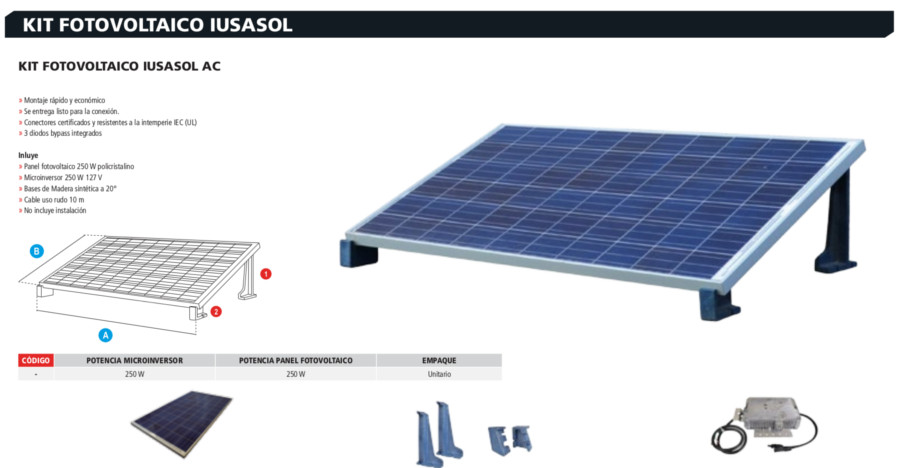 KIT FOTOVOLTAICO IUSASOL
KIT FOTOVOLTAICO IUSASOL AC
» Montaje rápido y económico
» Se entrega listo para la conexión.
» Conectores certificados y resistentes a la intemperie IEC (UL)
» 3 diodos bypass integrados
Inluye
» Panel fotovoltaico 250 W policristalino
» Microinversor 250 W 127 V
» Bases de Madera sintética a 20°
» Cable uso rudo 10 m
» No incluye instalación
B
1
2
A
CÓDIGO POTENCIA MICROINVERSOR POTENCIA PANEL FOTOVOLTAICO EMPAQUE
- 250 W 250 W Unitario